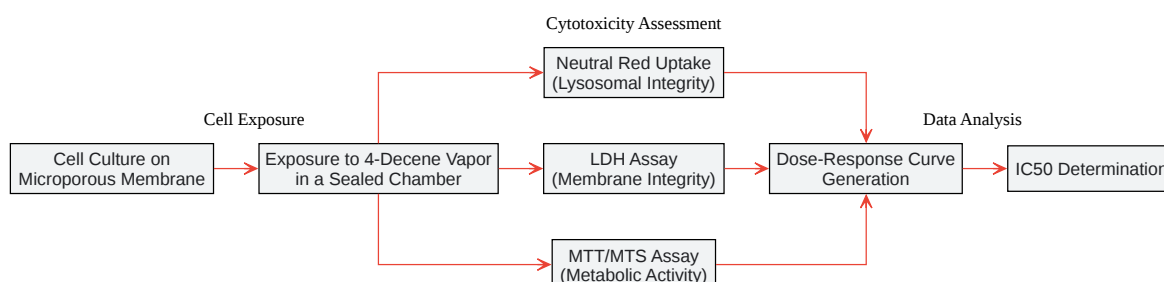 Cytotoxicity Assessment
Neutral Red Uptake
(Lysosomal Integrity)
Cell Exposure
Data Analysis
Cell Culture on
Microporous Membrane
Exposure to 4-Decene Vapor
in a Sealed Chamber
LDH Assay
(Membrane Integrity)
Dose-Response Curve
Generation
IC50 Determination
MTT/MTS Assay
(Metabolic Activity)